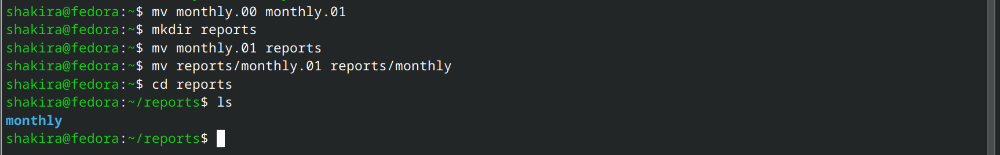 shakira@fedora:~$ mv monthly.00 monthly.01
shakira@fedora:~$ mkdir reports
shakira@fedora:~$ mv monthly.01 reports
shakira@fedora:~$ mv reports/monthly.01 reports/monthly
shakira@fedora:~$ cd reports
shakira@fedora:~/reports$ ls
monthly
shakira@fedora:~/reports$